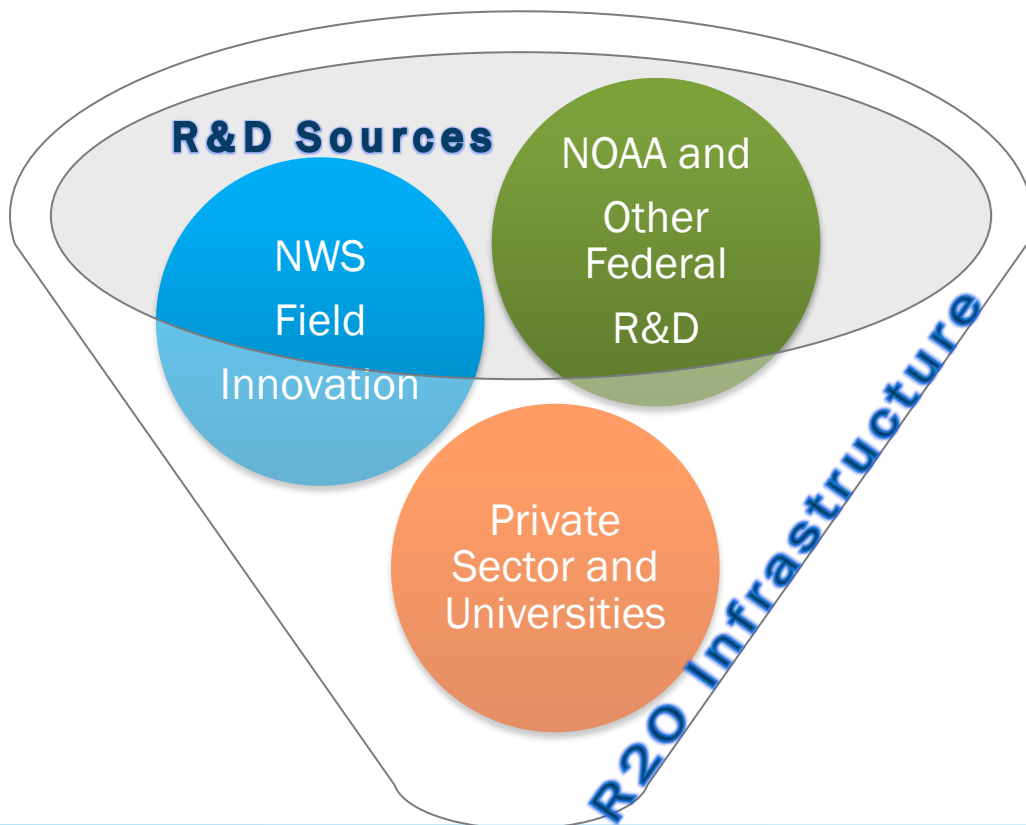 R&D Sources
NOAA and
Other
Federal
R&D
NWS
Field
Innovation
Private
Sector and
Universities
R2O Infrastructure